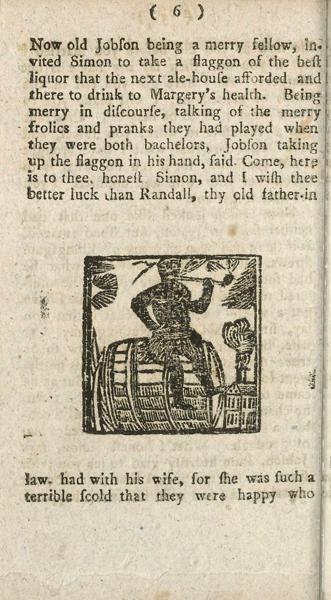 ( 6 )
Now old Jobſon being a merry fellow, in-
vited Simon to take a flaggon of the beſt
liquor that the next ale-houſe afforded, and
there to drink to Margery's health. Being
merry in diſcourſe, talking of the merry
frolics and pranks they had played when
they were both bachelors, Jobſon taking
up the flaggon in his hand, ſaid. Come, here
is to thee, honeſt Simon, and I wiſh thee
better luck than Randall, thy old father-in
law. had with his wife, for ſhe was ſuch a
terrible ſcold that they were happy who